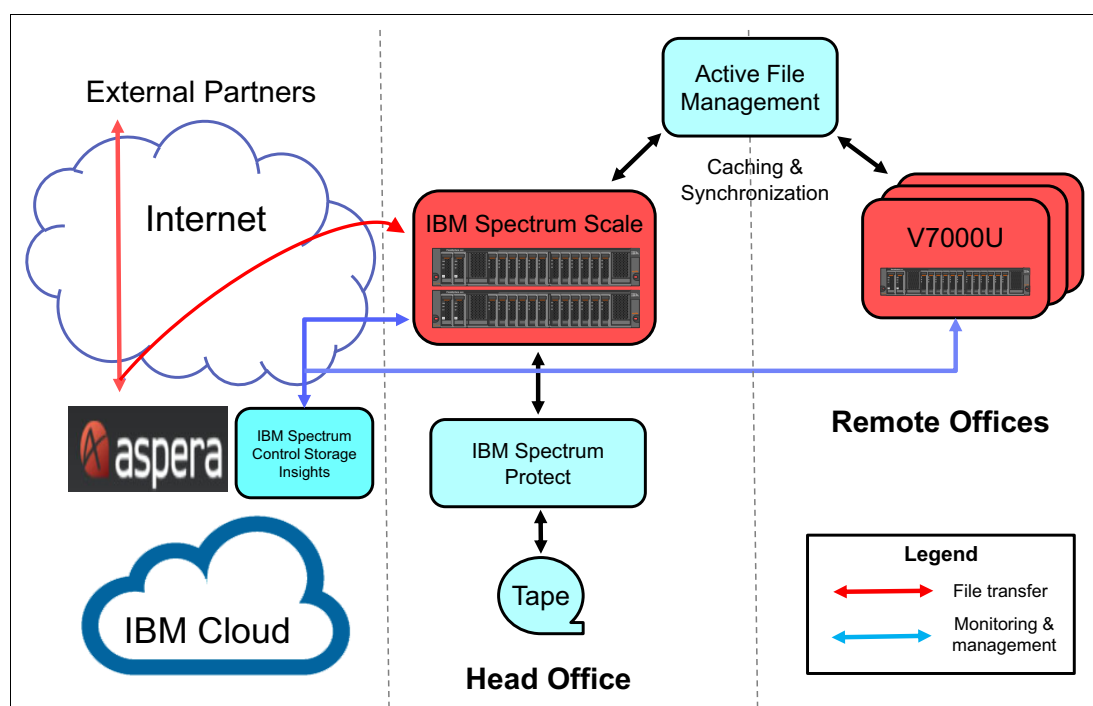 External Partners
Internet
aspera
IBM Spectrum
Control Storage
Insights
IBM Cloud
Active File
Management
Caching &
Synchronization
IBM Spectrum Scale
IBM Spectrum
Protect
Tape
Head Office
V7000U
Remote Offices
Legend
File transfer
Monitoring &
management